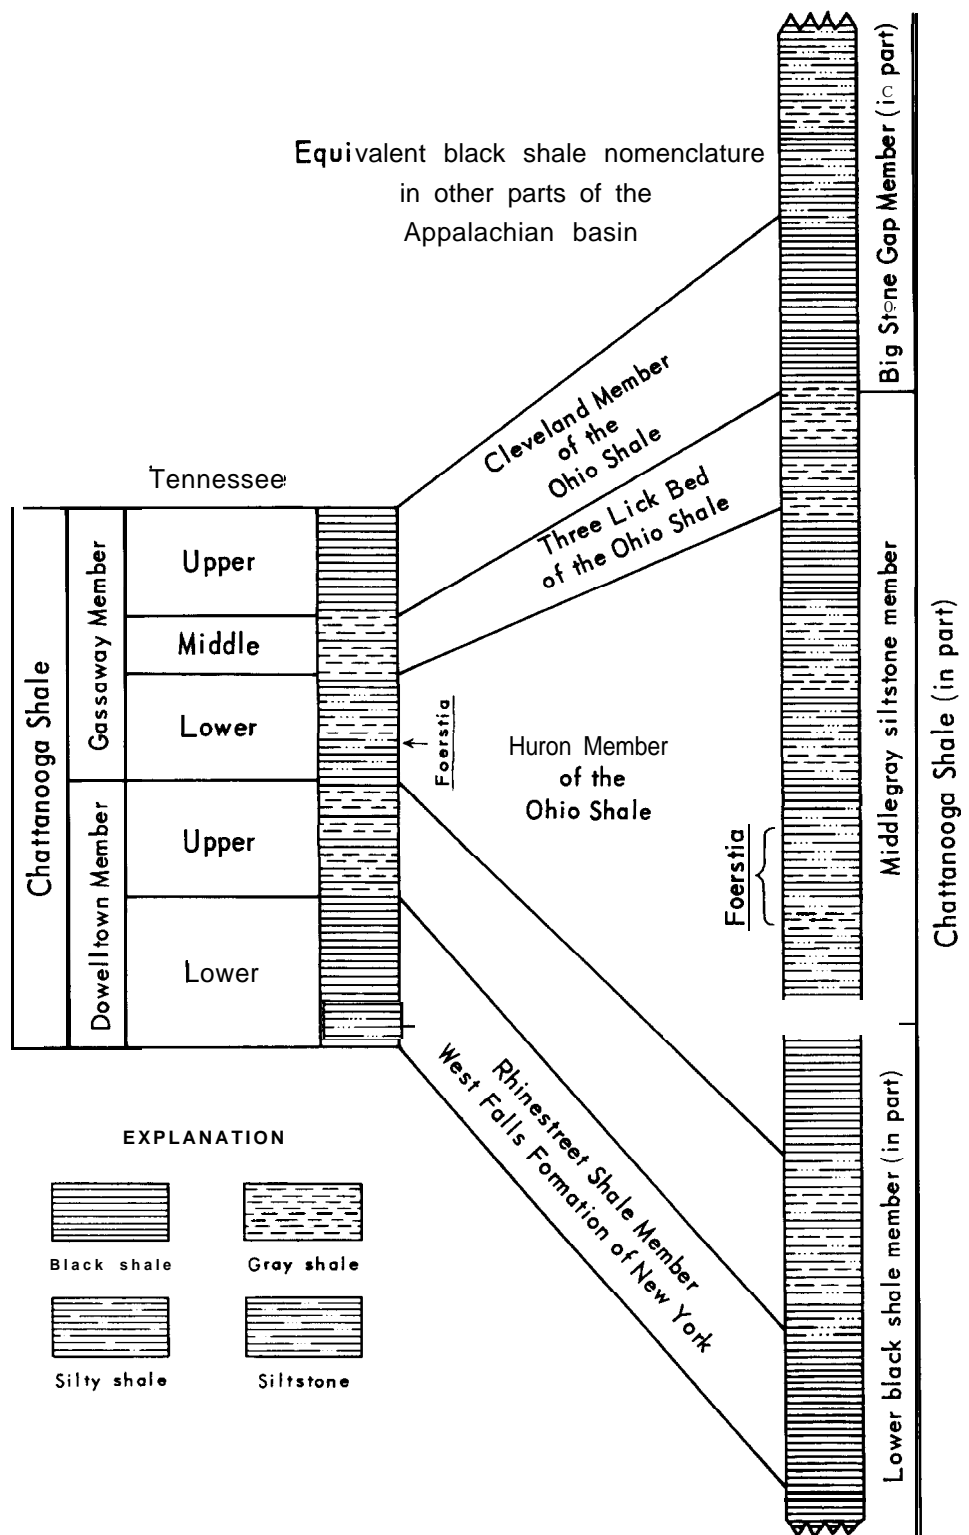 Equivalent black shale nomenclature
in other parts of the
Appalachian basin
Big Stone Gap Member (ic part)
Cleveland Member
of the
Ohio Shale
Three Lick Bed
of the Ohio Shale
Tennessee
Chattanooga Shale
Gassaway Member
Upper
Middle
Lower
Foerstia
Huron Member
of the
Ohio Shale
Dowelltown Member
Upper
Lower
Foerstia
Middlegray siltstone member
Chattanooga Shale (in part)
Rhinestreet Shale Member
West Falls Formation of New York
Lower black shale member (in part)
EXPLANATION
Black shale
Gray shale
Silty shale
Siltstone